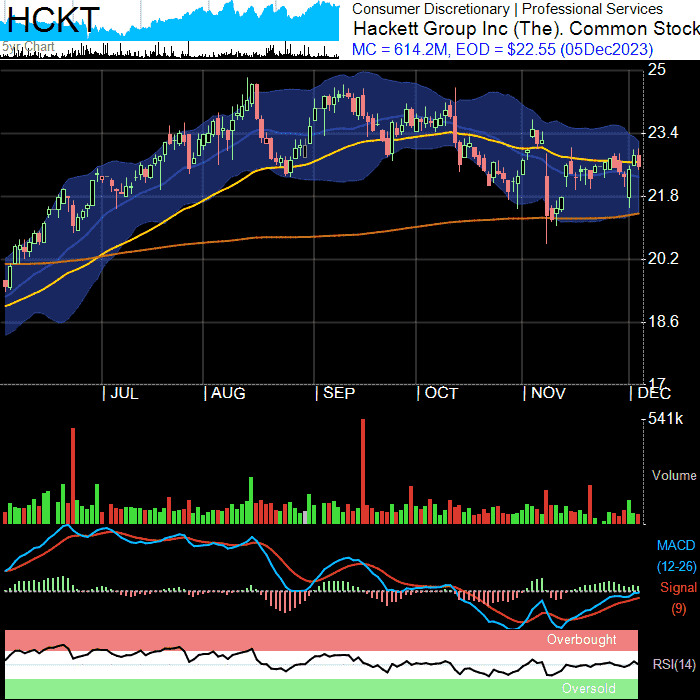 HCKT
5yr Chart
Consumer Discretionary | Professional Services
Hackett Group Inc (The). Common Stock
MC = 614.2M, EOD = $22.55 (05Dec2023)
25
23.4
21.8
20.2
18.6
17.
| JUL | AUG | SEP | OCT | NOV | DEC
541k
Volume
MACD
(12-26)
Signal
(9)
Overbought
RSI(14)
Oversold